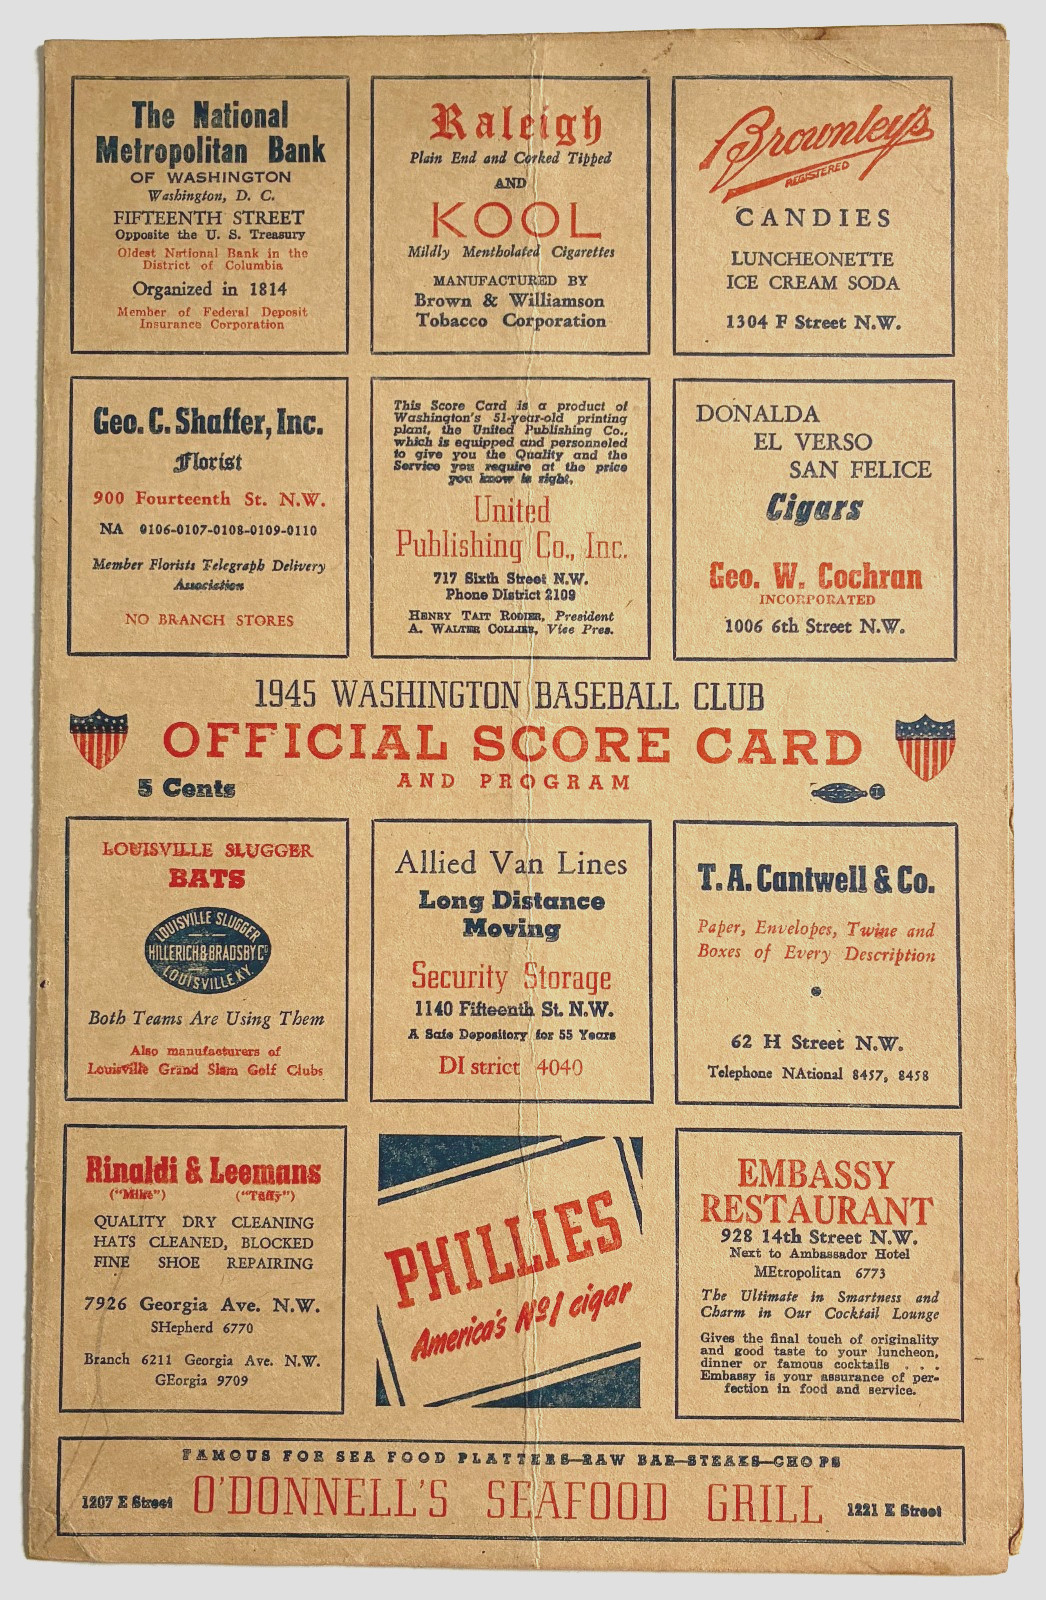 The National
Metropolitan Bank
OF WASHINGTON
Washington, D. C.
FIFTEENTH STREET
Opposite the U. S. Treasury
Oldest National Bank in the
District of Columbia
Organized in 1814
Member of Federal Deposit
Insurance Corporation
Raleigh
Plain End and Corked Tipped
AND
KOOL
Mildly Mentholated Cigarettes
MANUFACTURED BY
Brown & Williamson
Tobacco Corporation
Brownley's
REGISTERED
CANDIES
LUNCHEONETTE
ICE CREAM SODA
1304 F Street N.W.
Geo. C. Shaffer, Inc.
Florist
900 Fourteenth St. N.W.
NA 0106-0107-0108-0109-0110
Member Florists Telegraph Delivery
Association
NO BRANCH STORES
This Score Card is a product of
Washington's 51-year-old printing
plant, the United Publishing Co.,
which is equipped and personneled
to give you the Quality and the
Service you require at the price
you know is right.
United
Publishing Co., Inc.
717 Sixth Street N.W.
Phone DIstrict 2109
HENRY TAIT RODIER, President
A. WALTER COLLINS, Vice Pres.
DONALDA
EL VERSO
SAN FELICE
Cigars
Geo. W. Cochran
INCORPORATED
1006 6th Street N.W.
1945 WASHINGTON BASEBALL CLUB
OFFICIAL SCORE CARD
AND PROGRAM
5 Cents
LOUISVILLE SLUGGER
BATS
LOUISVILLE SLUGGER
HILLERICH & BRADSBY Co
LOUISVILLE KY.
Both Teams Are Using Them
Also manufacturers of
Louisville Grand Slam Golf Clubs
Allied Van Lines
Long Distance
Moving
Security Storage
1140 Fifteenth St. N.W.
A Safe Depository for 55 Years
DI strict 4040
T. A. Cantwell & Co.
Paper, Envelopes, Twine and
Boxes of Every Description
62 H Street N.W.
Telephone NAtional 8457, 8458
Rinaldi & Leemans
("Mike") ("Taffy")
QUALITY DRY CLEANING
HATS CLEANED, BLOCKED
FINE SHOE REPAIRING
7926 Georgia Ave. N.W.
SHepherd 6770
Branch 6211 Georgia Ave. N.W.
GEorgia 9709
PHILLIES
America's No 1 cigar
EMBASSY
RESTAURANT
928 14th Street N.W.
Next to Ambassador Hotel
MEtropolitan 6773
The Ultimate in Smartness and
Charm in Our Cocktail Lounge
Gives the final touch of originality
and good taste to your luncheon,
dinner or famous cocktails . . .
Embassy is your assurance of per-
fection in food and service.
FAMOUS FOR SEA FOOD PLATTERS—RAW BAR—STEAKS—CHOPS
1207 E Street O'DONNELL'S SEAFOOD GRILL 1221 E Street